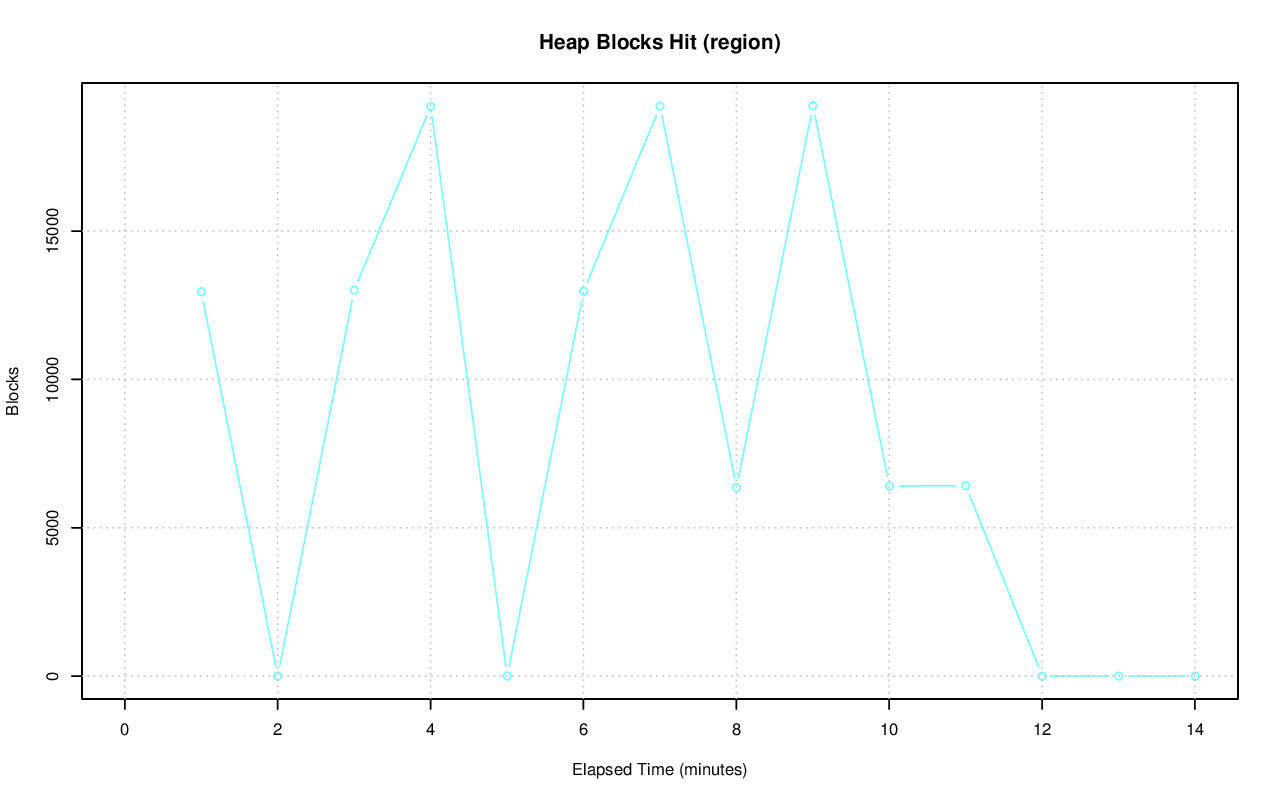 Heap Blocks Hit (region)
15000
10000
5000
0
Blocks
0 2 4 6 8 10 12 14
Elapsed Time (minutes)